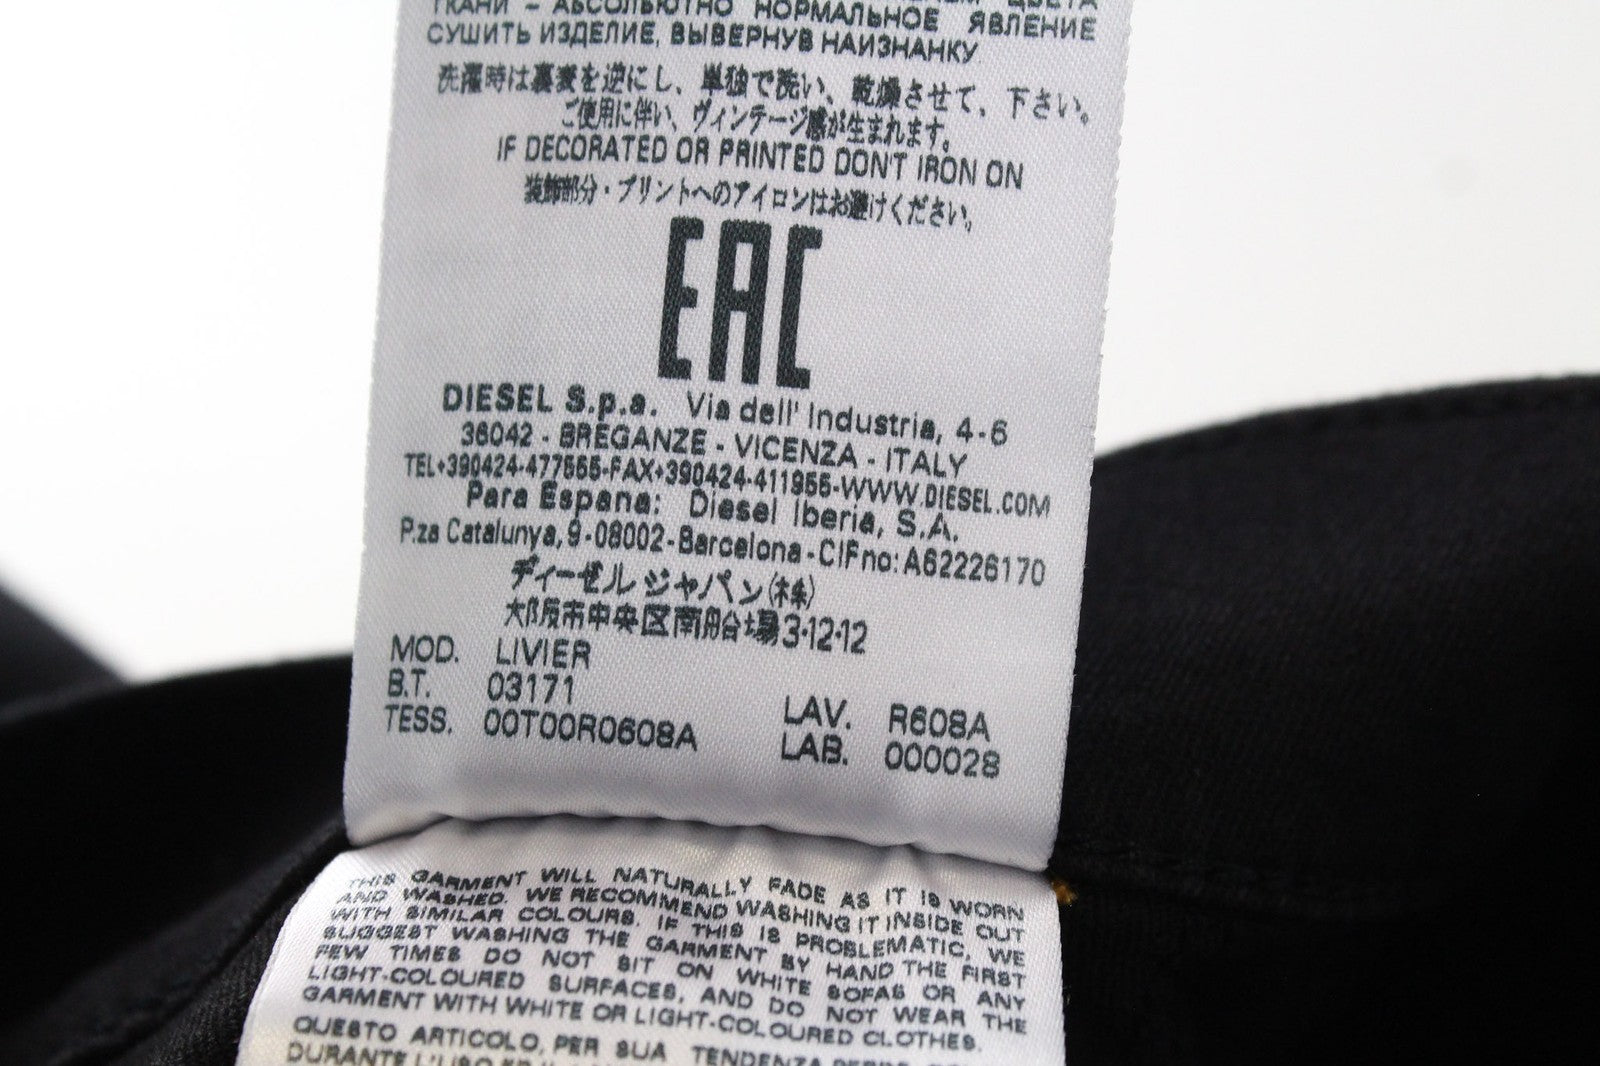 ТКАНИ – АБСОЛЮТНО НОРМАЛЬНОЕ ЯВЛЕНИЕ
СУШИТЬ ИЗДЕЛИЕ, ВЫВЕРНУВ НАИЗНАНКУ
洗濯時は裏表を逆にし、単独で洗い、乾燥させて、下さい。
ご使用に伴い、ヴィンテージ感が生まれます。
IF DECORATED OR PRINTED DON'T IRON ON
装飾部分・プリントへのアイロンはお避けください。
EAC
DIESEL S.p.a. Via dell' Industria, 4-6
36042 - BREGANZE - VICENZA - ITALY
TEL+390424-477555-FAX+390424-411955-WWW.DIESEL.COM
Para Espana: Diesel Iberia, S.A.
P.za Catalunya, 9-08002-Barcelona-CIF no: A62226170
ディーゼル ジャパン(株)
大阪市中央区南船台場3-12-12
MOD. LIVIER
B.T. 03171
TESS. 00T00R0608A LAV. R608A
LAB. 000028
THIS GARMENT WILL NATURALLY FADE AS IT IS WORN
AND WASHED. WE RECOMMEND WASHING IT INSIDE OUT
WITH SIMILAR COLOURS. IF THIS IS PROBLEMATIC, WE
SUGGEST WASHING THE GARMENT BY HAND THE FIRST
FEW TIMES DO NOT SIT ON WHITE SOFAS OR ANY
LIGHT-COLOURED SURFACES, AND DO NOT WEAR THE
GARMENT WITH WHITE OR LIGHT-COLOURED CLOTHES.
QUESTO ARTICOLO, PER SUA TENDENZA
DURANTE L'USO